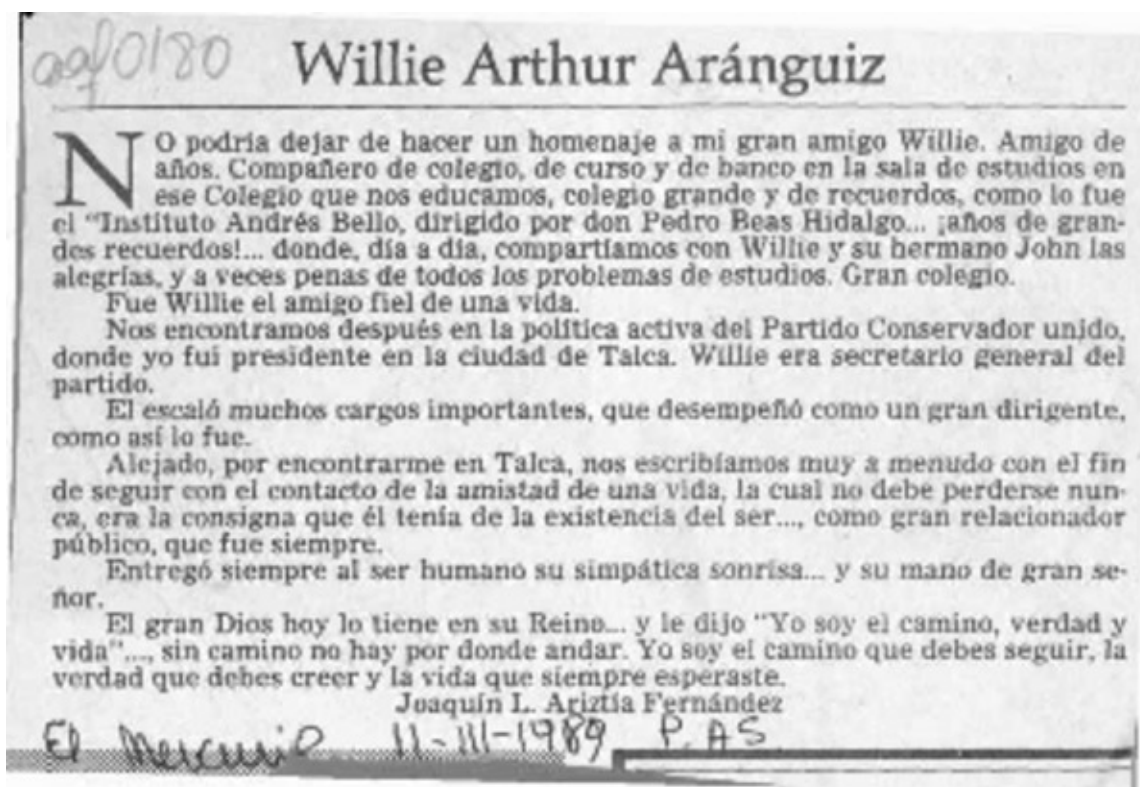 aaf0180
Willie Arthur Aránguiz
NO podría dejar de hacer un homenaje a mi gran amigo Willie. Amigo de
años. Compañero de colegio, de curso y de banco en la sala de estudios en
ese Colegio que nos educamos, colegio grande y de recuerdos, como lo fue
el "Instituto Andrés Bello, dirigido por don Pedro Beas Hidalgo... ¡años de gran-
des recuerdos!... donde, día a día, compartíamos con Willie y su hermano John las
alegrías, y a veces penas de todos los problemas de estudios. Gran colegio.
Fue Willie el amigo fiel de una vida.
Nos encontramos después en la política activa del Partido Conservador unido,
donde yo fui presidente en la ciudad de Talca. Willie era secretario general del
partido.
El escaló muchos cargos importantes, que desempeñó como un gran dirigente,
como así lo fue.
Alejado, por encontrarme en Talca, nos escribíamos muy a menudo con el fin
de seguir con el contacto de la amistad de una vida, la cual no debe perderse nun-
ca, era la consigna que él tenía de la existencia del ser..., como gran relacionador
público, que fue siempre.
Entregó siempre al ser humano su simpática sonrisa... y su mano de gran se-
ñor.
El gran Dios hoy lo tiene en su Reino... y le dijo "Yo soy el camino, verdad y
vida"..., sin camino no hay por donde andar. Yo soy el camino que debes seguir, la
verdad que debes creer y la vida que siempre esperaste.
Joaquín L. Ariztía Fernández
El Mercurio 11-III-1989 P. A5